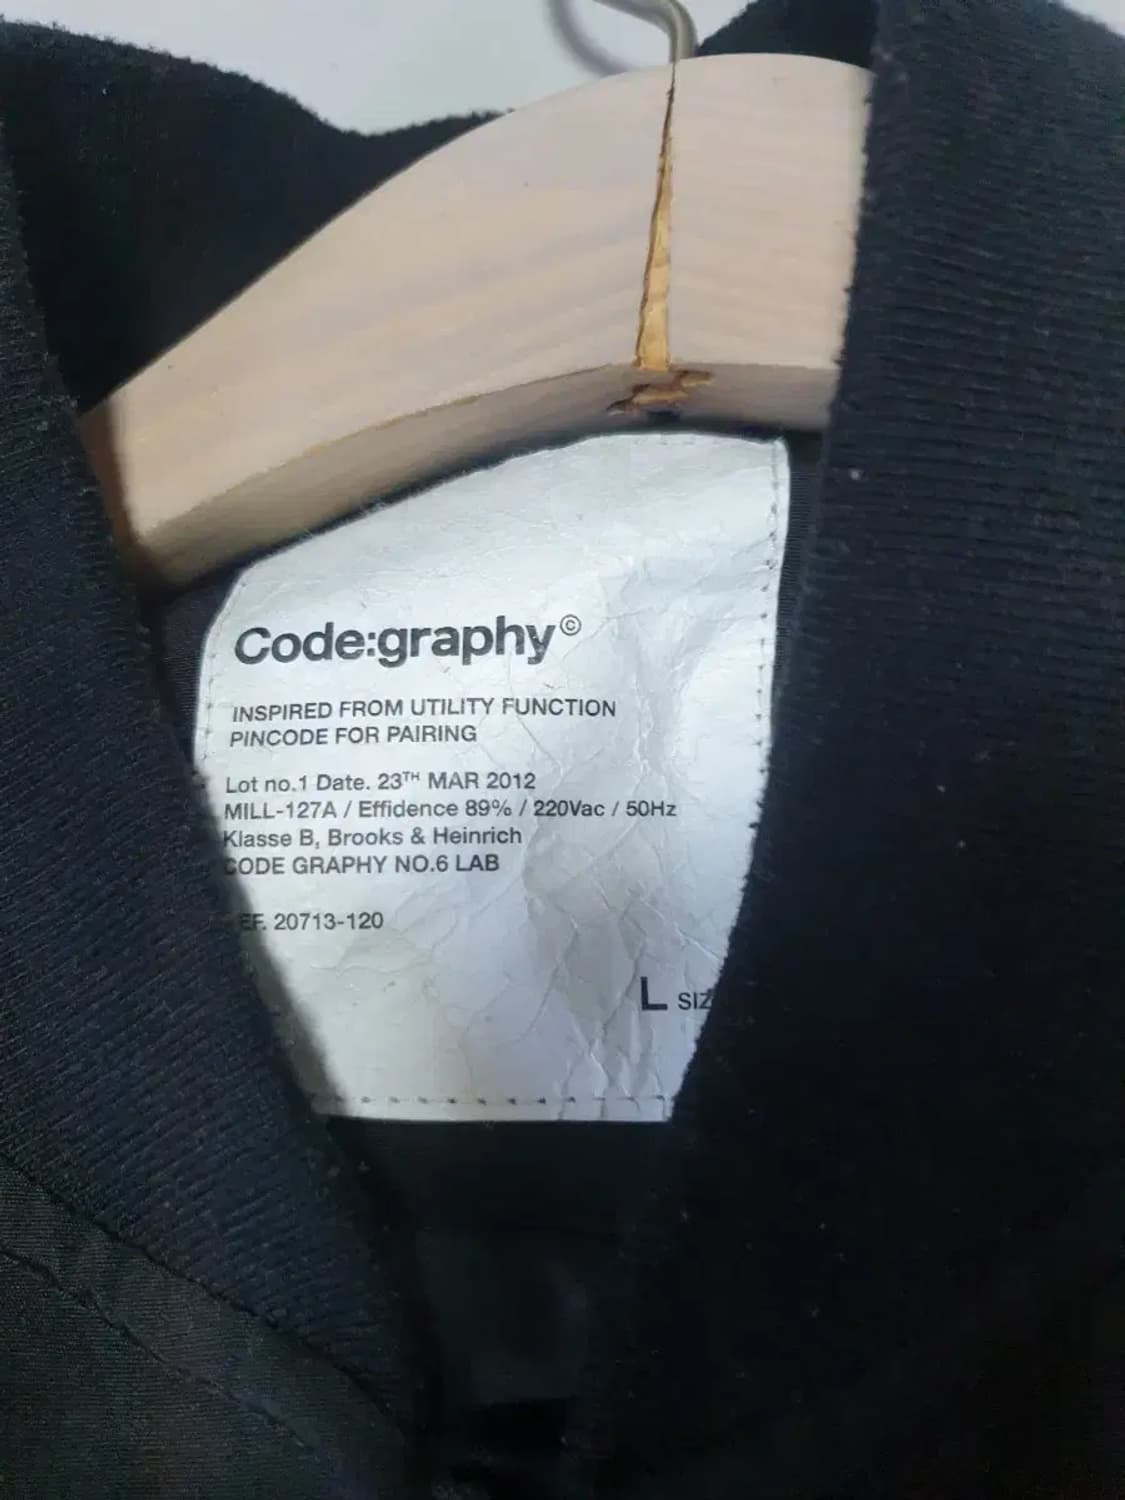 Code:graphy©
INSPIRED FROM UTILITY FUNCTION
PINCODE FOR PAIRING
Lot no.1 Date. 23TH MAR 2012
MILL-127A / Effidence 89% / 220Vac / 50Hz
Klasse B, Brooks & Heinrich
CODE GRAPHY NO.6 LAB
EF. 20713-120
L SIZ